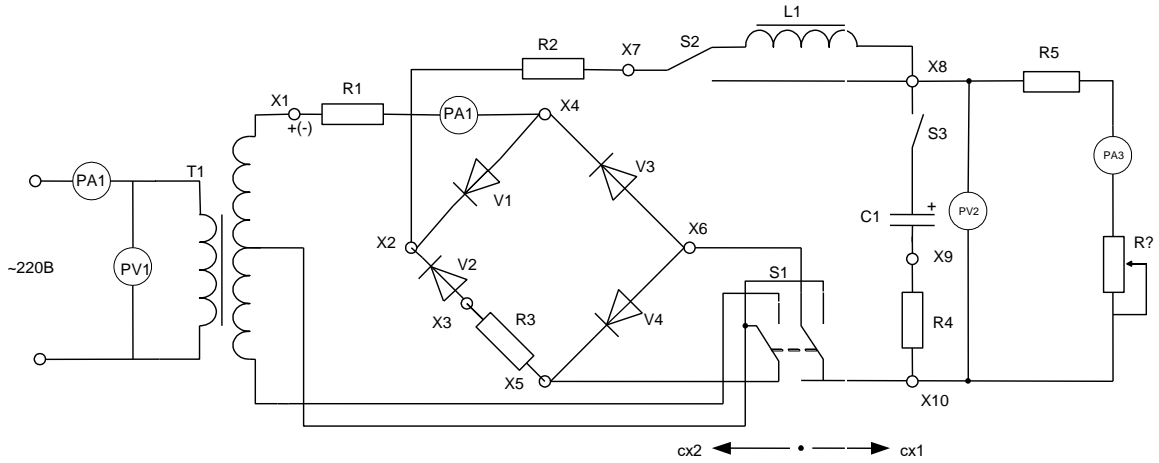 L1
S2
X7
R2
X8
R5
R1
X1
X4
PA1
+(-)
S3
V3
PA3
PA1
T1
V1
C1
+
PV2
X2
X6
R?
~220В
PV1
V2
X9
S1
X3
R3
V4
R4
X5
X10
cx2
cx1